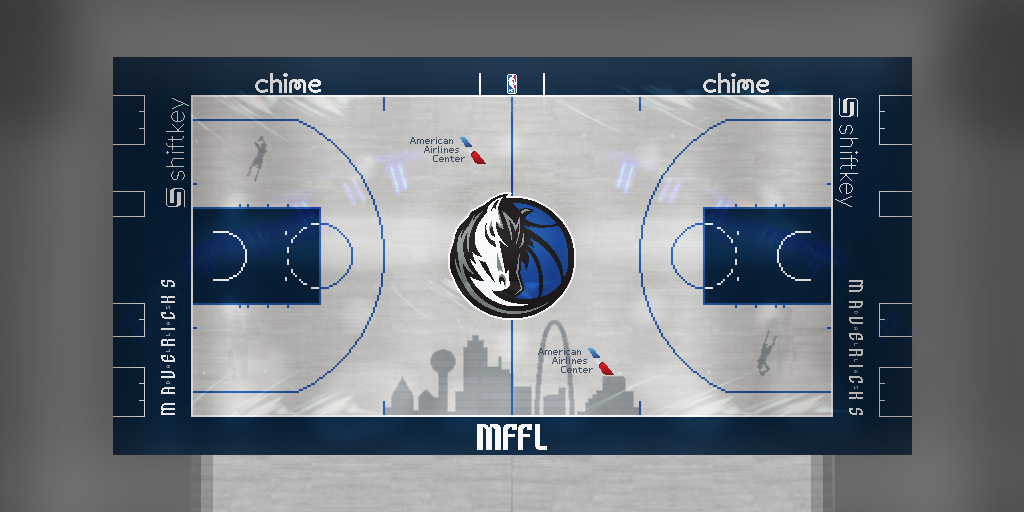 chime
chime
shiftkey
shiftkey
American
Airlines
Center
MAVERICKS
MAVERICKS
American
Airlines
Center
MFFL